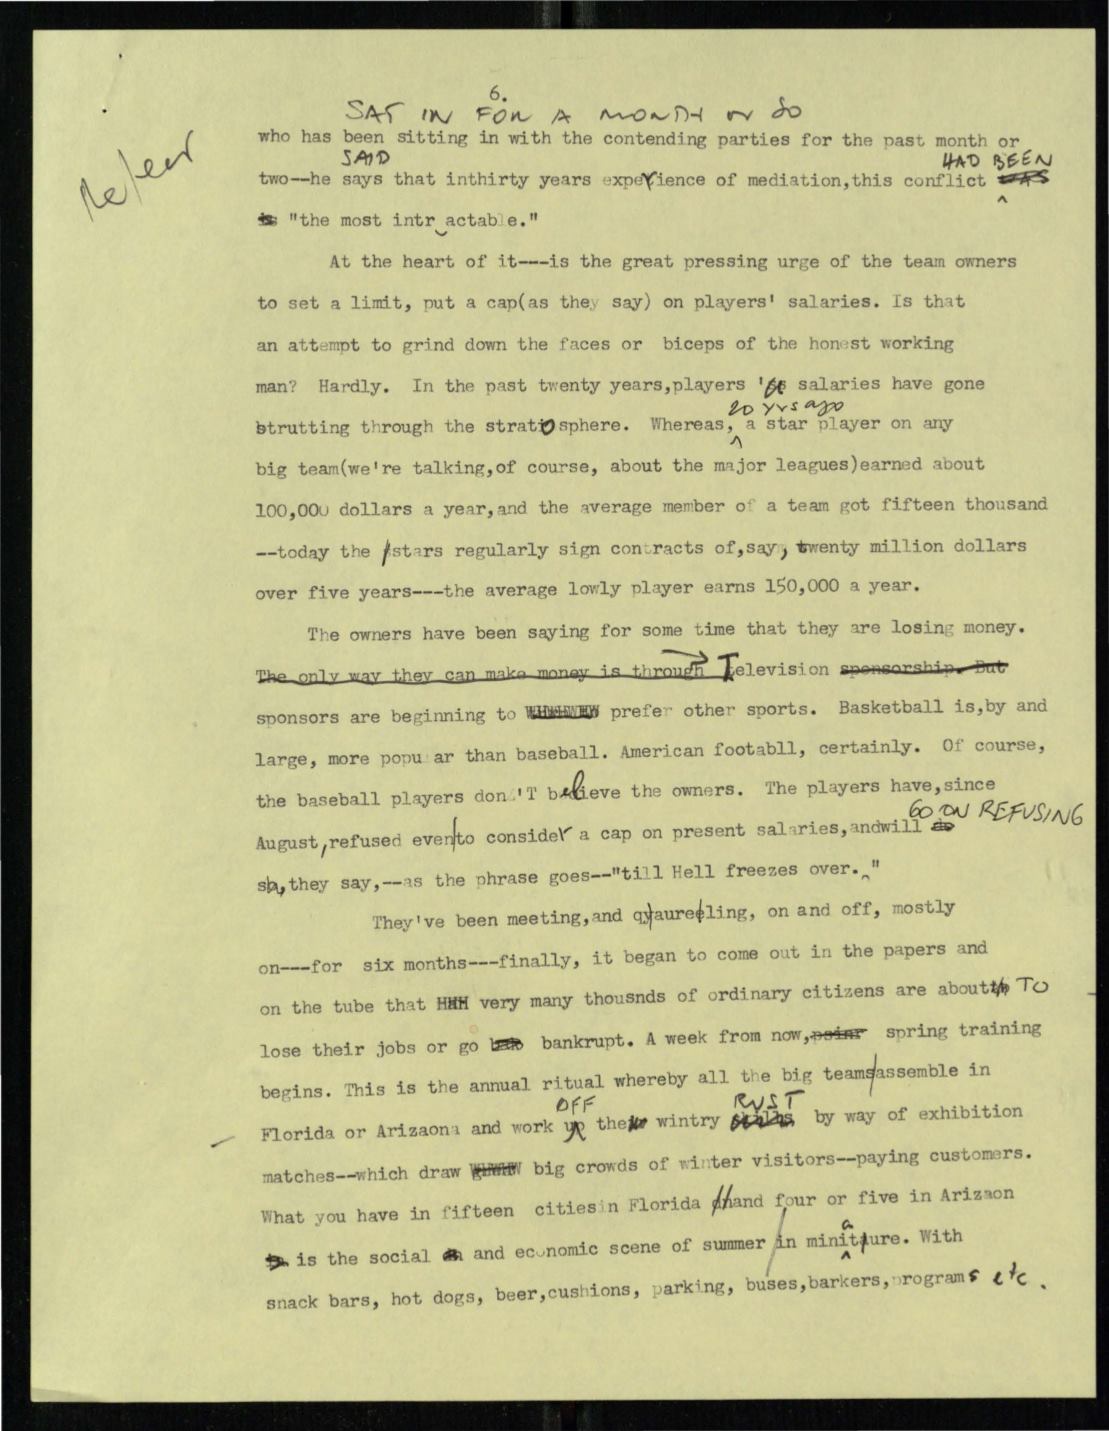 6.
SAT IN FOR A MONTH or SO
who has been sitting in with the contending parties for the past month or
SAID HAD BEEN
two--he says that inthirty years experience of mediation,this conflict was
is "the most intr actable."
At the heart of it---is the great pressing urge of the team owners
to set a limit, put a cap(as they say) on players' salaries. Is that
an attempt to grind down the faces or biceps of the honest working
man? Hardly. In the past twenty years,players ' salaries have gone
20 yrs ago
strutting through the stratosphere. Whereas, a star player on any
big team(we're talking,of course, about the major leagues)earned about
100,000 dollars a year,and the average member of a team got fifteen thousand
--today the stars regularly sign contracts of,say, twenty million dollars
over five years---the average lowly player earns 150,000 a year.
The owners have been saying for some time that they are losing money.
The only way they can make money is through Television sponsorship. But
sponsors are beginning to prefer other sports. Basketball is,by and
large, more popu ar than baseball. American footabll, certainly. Of course,
the baseball players don 'T believe the owners. The players have,since
GO ON REFUSING
August,refused even to consider a cap on present salaries,andwill do
so,they say,--as the phrase goes--"till Hell freezes over. "
They've been meeting,and qyaureling, on and off, mostly
on---for six months---finally, it began to come out in the papers and
on the tube that HHH very many thousnds of ordinary citizens are about TO
lose their jobs or go bankrupt. A week from now, spring training
begins. This is the annual ritual whereby all the big teams assemble in
OFF RUST
Florida or Arizaona and work up the wintry by way of exhibition
matches--which draw big crowds of winter visitors--paying customers.
What you have in fifteen citiesin Florida and four or five in Arizaon
a
is the social and economic scene of summer in miniture. With
snack bars, hot dogs, beer,cushions, parking, buses,barkers,programs etc.